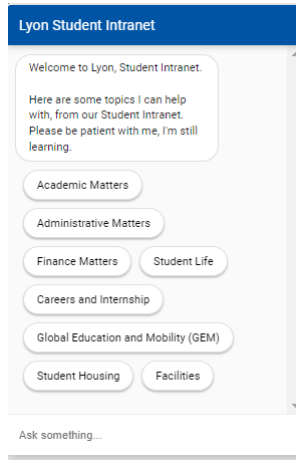 Lyon Student Intranet
Welcome to Lyon, Student Intranet.
Here are some topics I can help
with, from our Student Intranet.
Please be patient with me, I'm still
learning.
Academic Matters
Administrative Matters
Finance Matters
Student Life
Careers and Internship
Global Education and Mobility (GEM)
Student Housing
Facilities
Ask something...